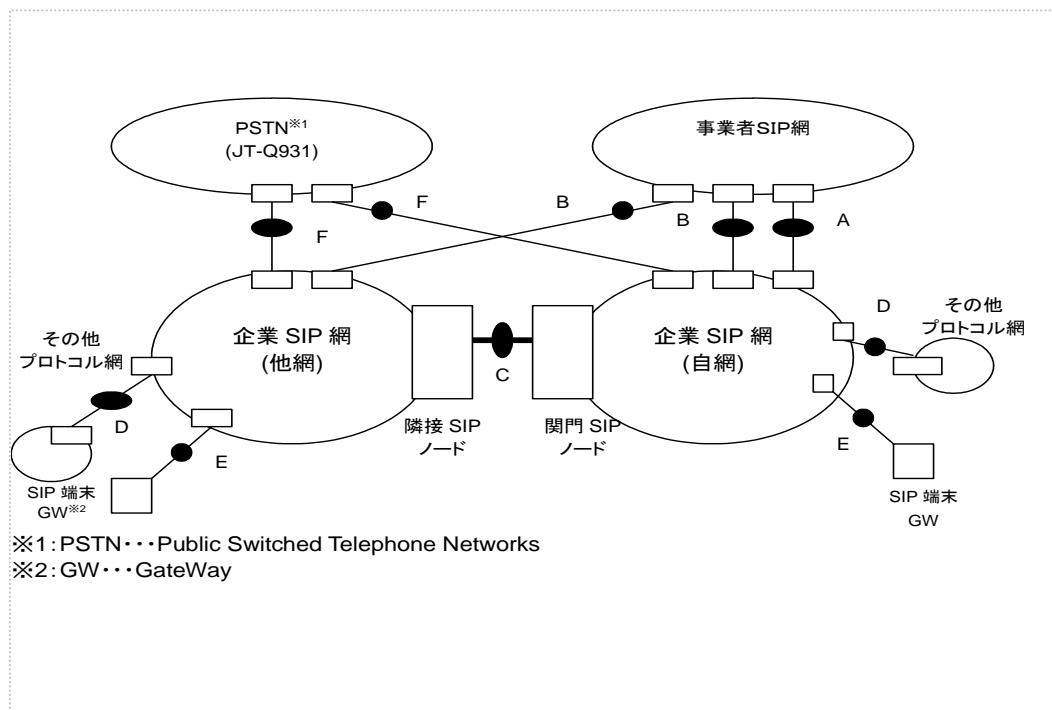 PSTN※1
(JT-Q931)
事業者SIP網
F
B
F
B
A
企業 SIP 網
(他網)
企業 SIP 網
(自網)
その他
プロトコル網
D
その他
プロトコル網
C
D
隣接 SIP
ノード
関門 SIP
ノード
E
E
SIP 端末
GW※2
SIP 端末
GW
※1:PSTN・・・Public Switched Telephone Networks
※2:GW・・・GateWay